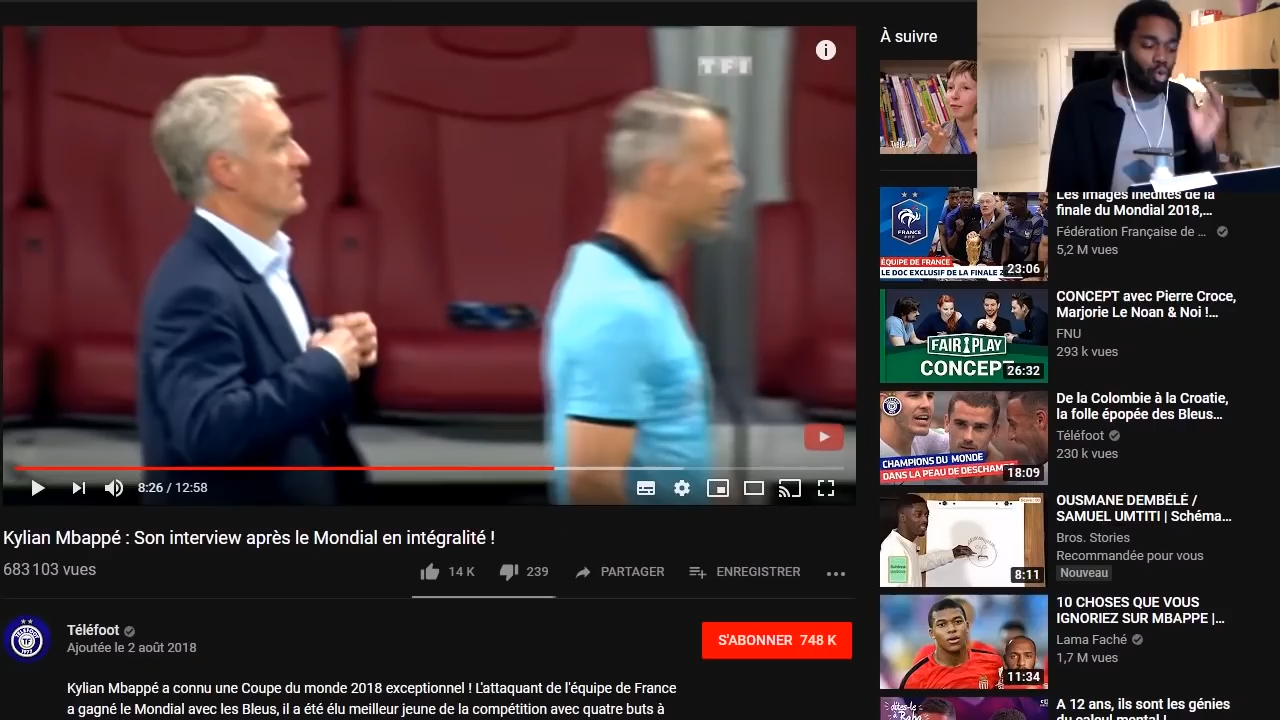 TF1
8:26 / 12:58
Kylian Mbappé : Son interview après le Mondial en intégralité !
683 103 vues
14 K
239
PARTAGER
ENREGISTRER
Téléfoot
Ajoutée le 2 août 2018
S'ABONNER 748 K
Kylian Mbappé a connu une Coupe du monde 2018 exceptionnel ! L'attaquant de l'équipe de France
a gagné le Mondial avec les Bleus, il a été élu meilleur jeune de la compétition avec quatre buts à
À suivre
FRANCE
ÉQUIPE DE FRANCE
LE DOC EXCLUSIF DE LA FINALE
23:06
Les images inédites de la
finale du Mondial 2018,...
Fédération Française de ...
5,2 M vues
FAIR PLAY
CONCEPT
26:32
CONCEPT avec Pierre Croce,
Marjorie Le Noan & Noi !...
FNU
293 k vues
CHAMPIONS DU MONDE
DANS LA PEAU DE DESCHAM
18:09
De la Colombie à la Croatie,
la folle épopée des Bleus...
Téléfoot
230 k vues
8:11
OUSMANE DEMBÉLÉ /
SAMUEL UMTITI | Schéma...
Bros. Stories
Recommandée pour vous
Nouveau
11:34
10 CHOSES QUE VOUS
IGNORIEZ SUR MBAPPE |...
Lama Faché
1,7 M vues
A 12 ans, ils sont les génies
du calcul mental !